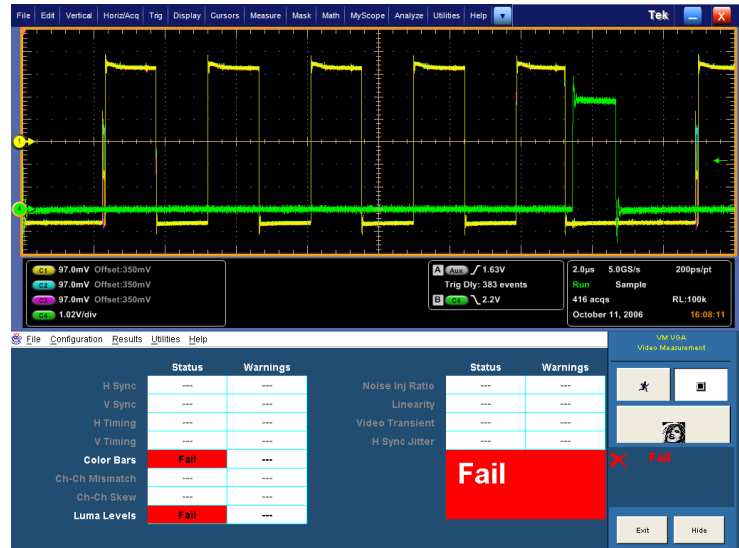 File Edit Vertical Horiz/Acq Trig Display Cursors Measure Mask Math MyScope Analyze Utilities Help Tek X
1
4
C1 97.0mV Offset:350mV
C2 97.0mV Offset:350mV
C3 97.0mV Offset:350mV
C4 1.02V/div
A Aux 1.63V
Trig Dly: 383 events
B C4 2.2V
2.0µs 5.0GS/s 200ps/pt
Run Sample
416 acqs RL:100k
October 11, 2006 16:08:11
File Configuration Results Utilities Help
VM VGA
Video Measurement
Status Warnings
H Sync --- ---
V Sync --- ---
H Timing --- ---
V Timing --- ---
Color Bars Fail ---
Ch-Ch Mismatch --- ---
Ch-Ch Skew --- ---
Luma Levels Fail ---
Status Warnings
Noise Inj Ratio --- ---
Linearity --- ---
Video Transient --- ---
H Sync Jitter --- ---
Fail
Fail
Exit Hide